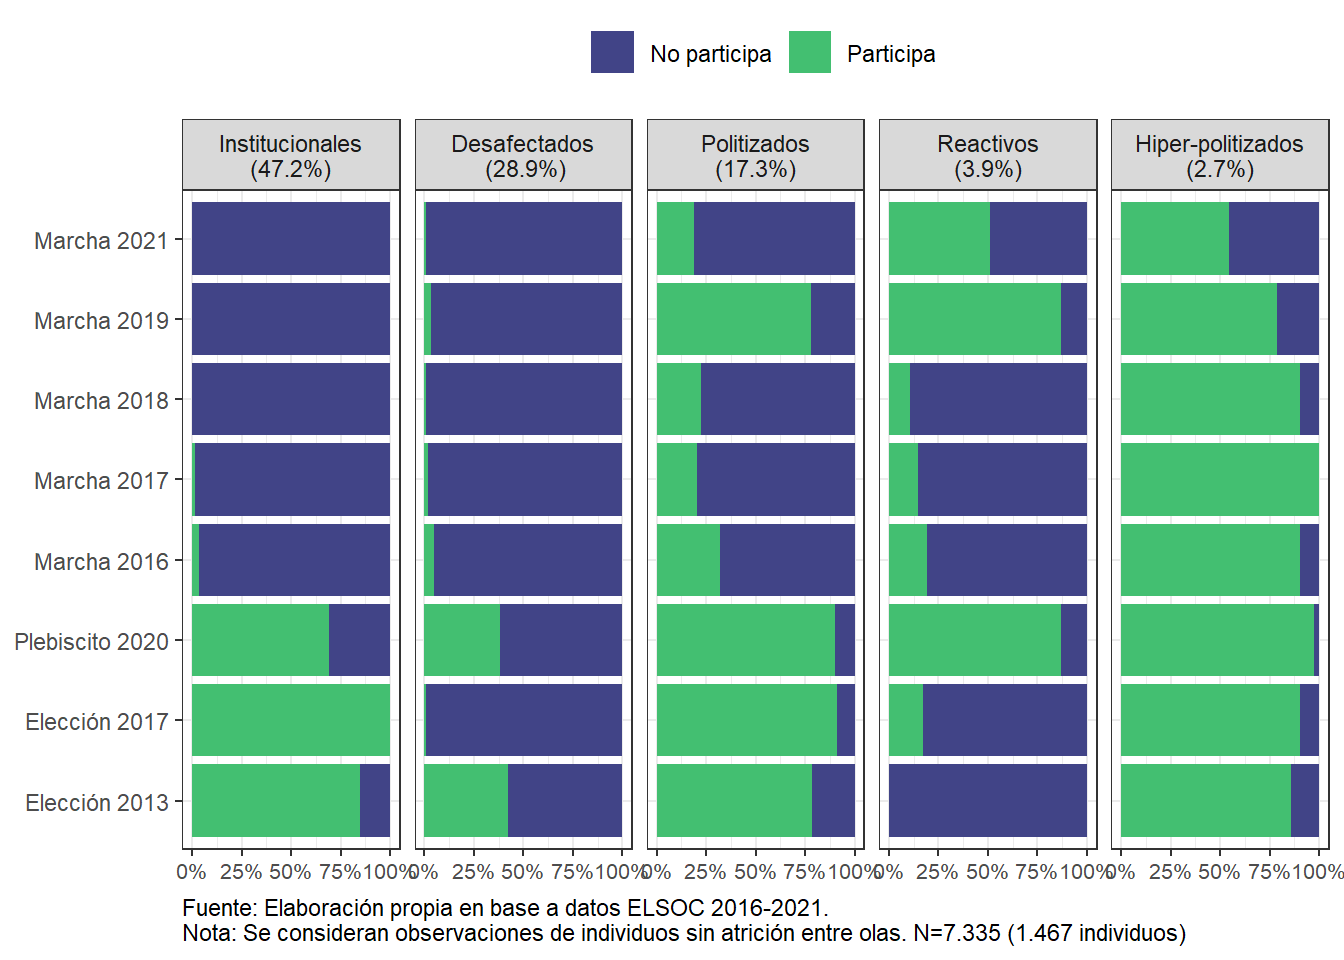 No participa Participa
Institucionales Desafectados Politizados Reactivos Hiper-politizados
(47.2%) (28.9%) (17.3%) (3.9%) (2.7%)
Marcha 2021
Marcha 2019
Marcha 2018
Marcha 2017
Marcha 2016
Plebiscito 2020
Elección 2017
Elección 2013
0% 25% 50% 75% 100% 0% 25% 50% 75% 100% 0% 25% 50% 75% 100% 0% 25% 50% 75% 100% 0% 25% 50% 75% 100%
Fuente: Elaboración propia en base a datos ELSOC 2016-2021.
Nota: Se consideran observaciones de individuos sin atrición entre olas. N=7.335 (1.467 individuos)